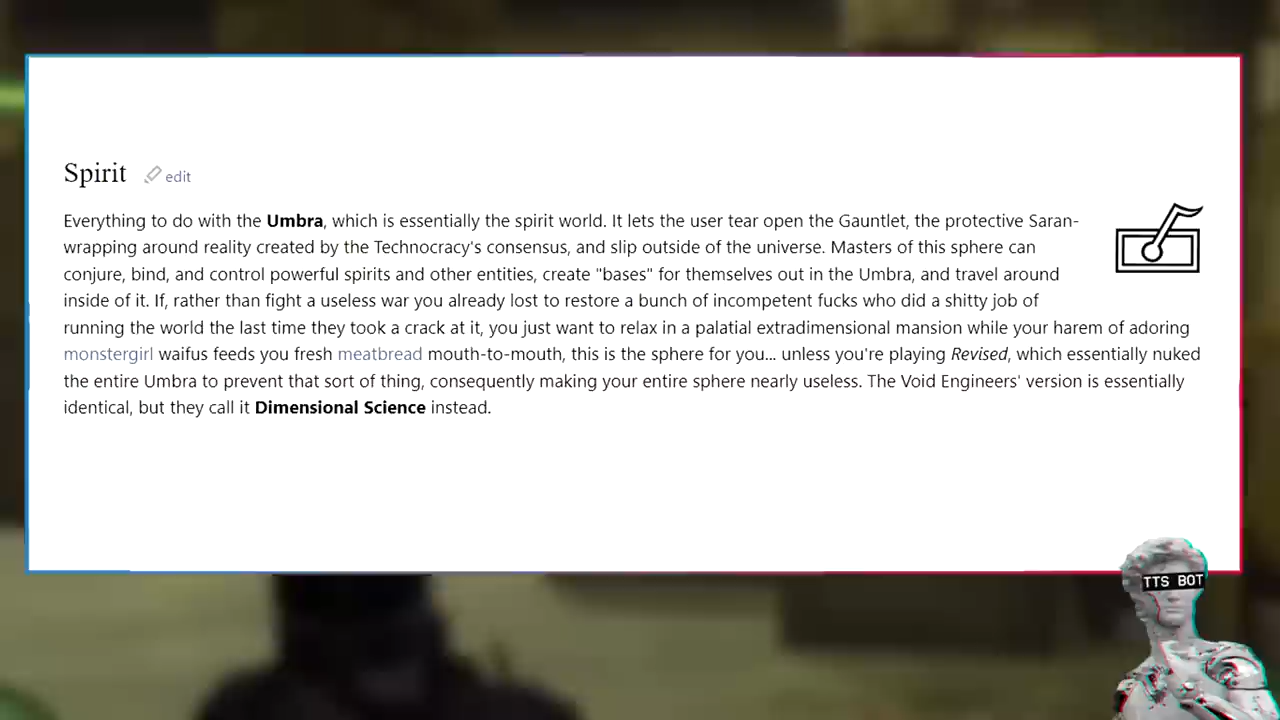 Spirit edit
Everything to do with the Umbra, which is essentially the spirit world. It lets the user tear open the Gauntlet, the protective Saran-
wrapping around reality created by the Technocracy's consensus, and slip outside of the universe. Masters of this sphere can
conjure, bind, and control powerful spirits and other entities, create "bases" for themselves out in the Umbra, and travel around
inside of it. If, rather than fight a useless war you already lost to restore a bunch of incompetent fucks who did a shitty job of
running the world the last time they took a crack at it, you just want to relax in a palatial extradimensional mansion while your harem of adoring
monstergirl waifus feeds you fresh meatbread mouth-to-mouth, this is the sphere for you... unless you're playing Revised, which essentially nuked
the entire Umbra to prevent that sort of thing, consequently making your entire sphere nearly useless. The Void Engineers' version is essentially
identical, but they call it Dimensional Science instead.
TTS BOT